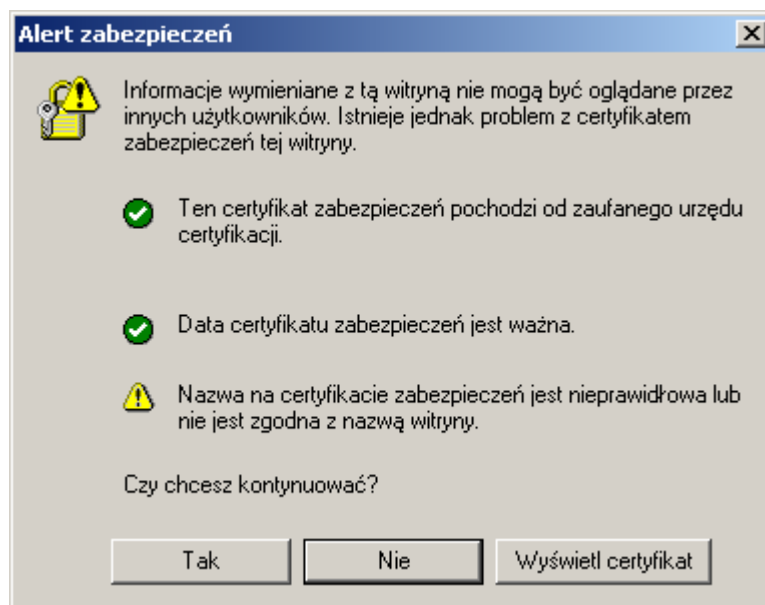 Alert zabezpieczeń
Informacje wymieniane z tą witryną nie mogą być oglądane przez
innych użytkowników. Istnieje jednak problem z certyfikatem
zabezpieczeń tej witryny.
Ten certyfikat zabezpieczeń pochodzi od zaufanego urzędu
certyfikacji.
Data certyfikatu zabezpieczeń jest ważna.
Nazwa na certyfikacie zabezpieczeń jest nieprawidłowa lub
nie jest zgodna z nazwą witryny.
Czy chcesz kontynuować?
Tak
Nie
Wyświetl certyfikat